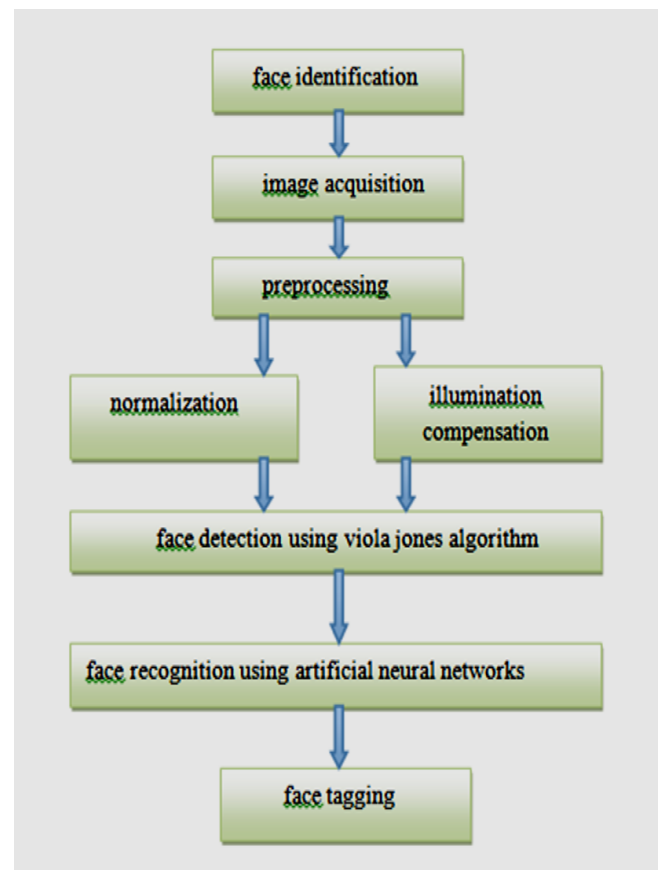 face identification
image acquisition
preprocessing
normalization
illumination
compensation
face detection using viola jones algorithm
face recognition using artificial neural networks
face tagging